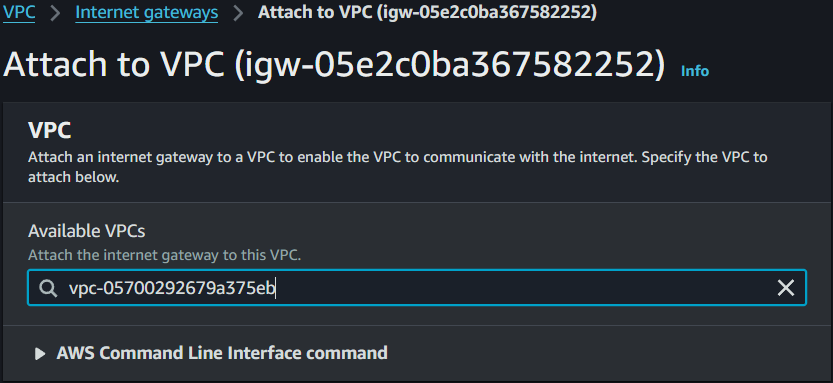 VPC > Internet gateways > Attach to VPC (igw-05e2c0ba367582252)
Attach to VPC (igw-05e2c0ba367582252) Info
VPC
Attach an internet gateway to a VPC to enable the VPC to communicate with the internet. Specify the VPC to
attach below.
Available VPCs
Attach the internet gateway to this VPC.
vpc-05700292679a375eb
AWS Command Line Interface command